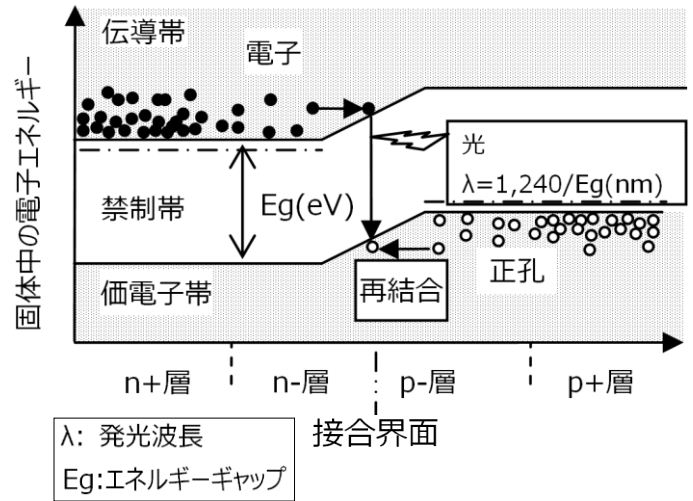 固体中の電子エネルギー
伝導帯
電子
光
λ=1,240/Eg(nm)
禁制帯
Eg(eV)
価電子帯
再結合
正孔
n+層
n-層
p-層
p+層
接合界面
λ: 発光波長
Eg:エネルギーギャップ